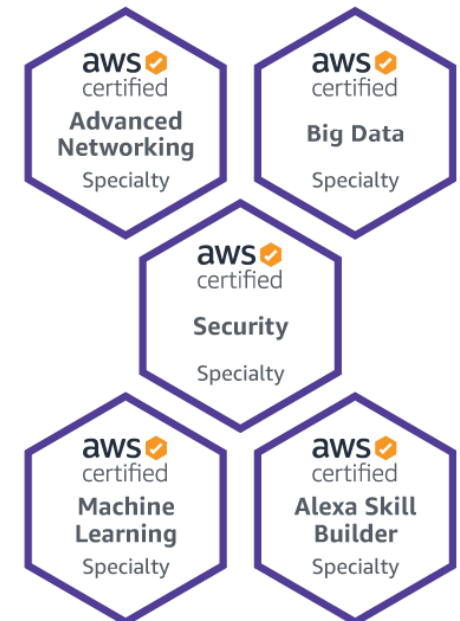 aws
certified
Advanced
Networking
Specialty
aws
certified
Big Data
Specialty
aws
certified
Security
Specialty
aws
certified
Machine
Learning
Specialty
aws
certified
Alexa Skill
Builder
Specialty